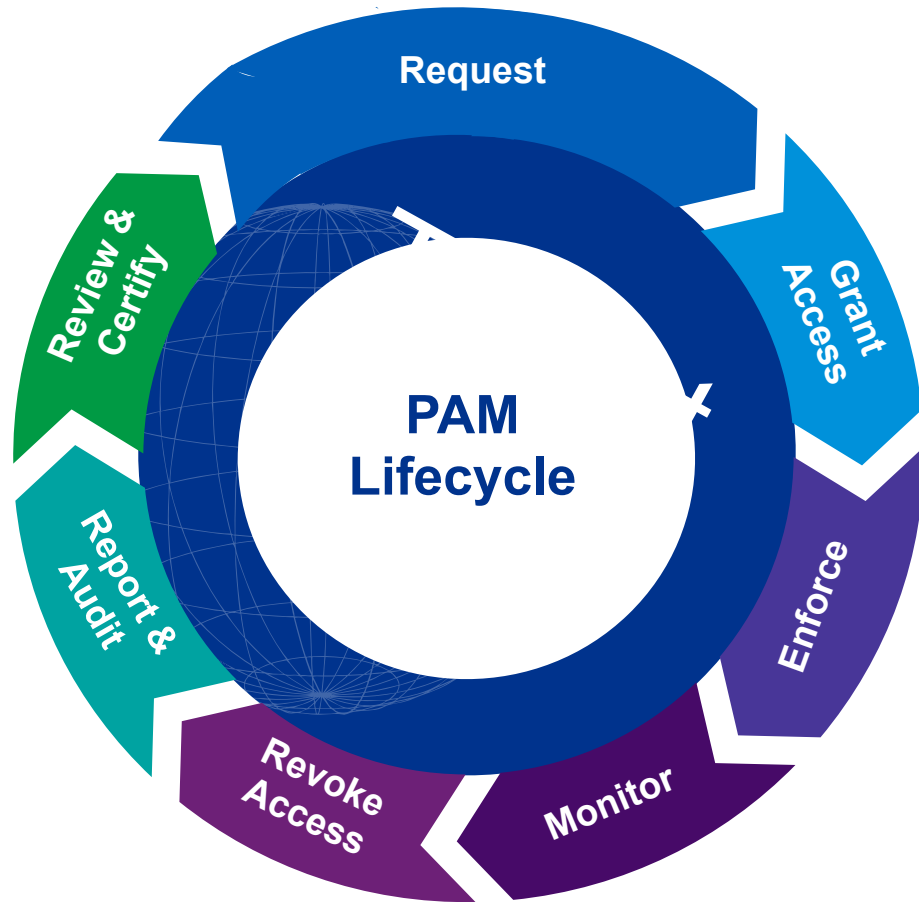 Request
Grant
Access
Enforce
Monitor
Revoke
Access
Report &
Audit
Review &
Certify
PAM
Lifecycle